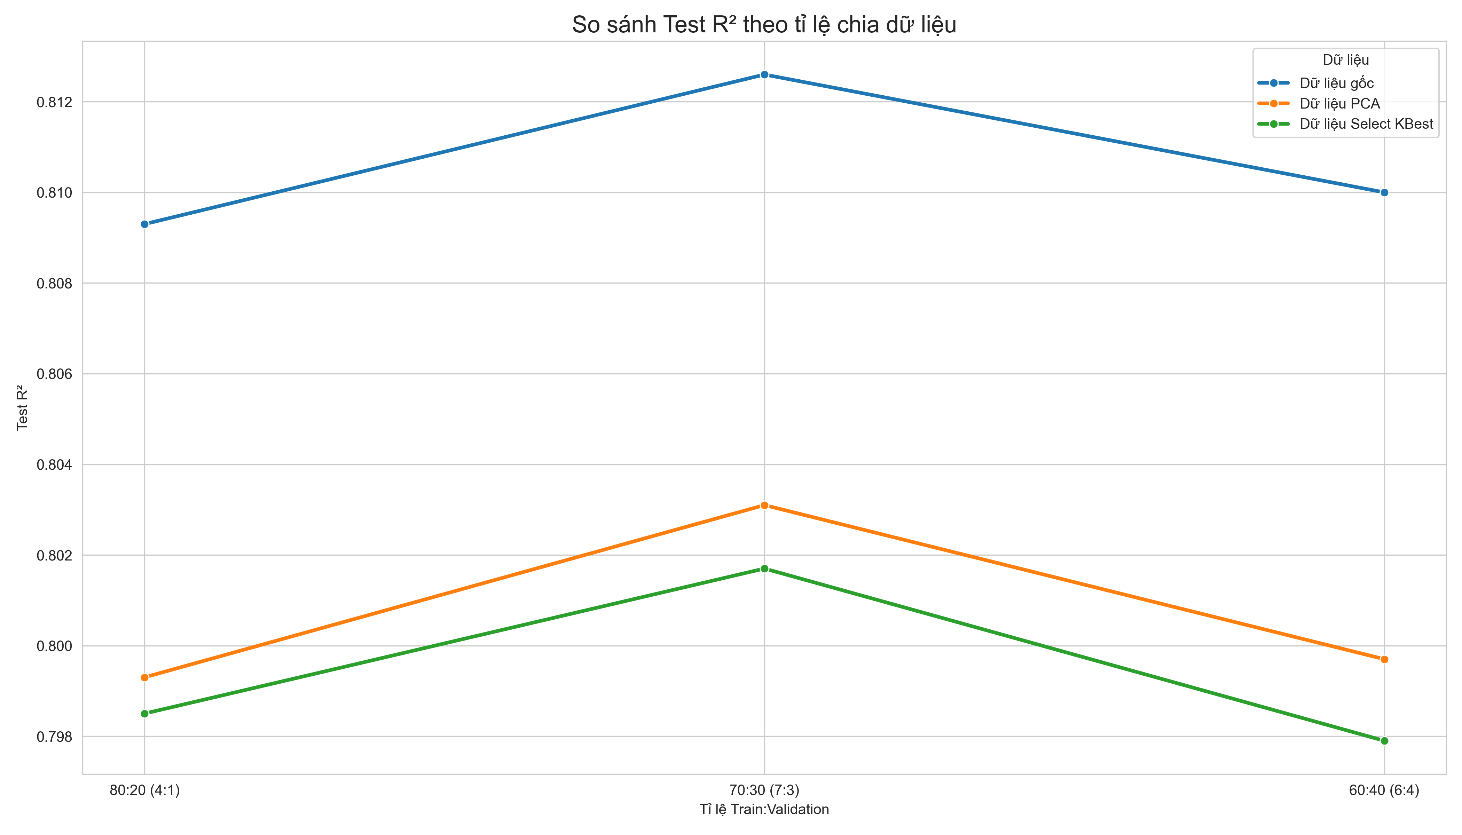 So sánh Test R² theo tỉ lệ chia dữ liệu
Dữ liệu
Dữ liệu gốc
Dữ liệu PCA
Dữ liệu Select KBest
Test R²
0.812
0.810
0.808
0.806
0.804
0.802
0.800
0.798
80:20 (4:1)
70:30 (7:3)
60:40 (6:4)
Tỉ lệ Train:Validation